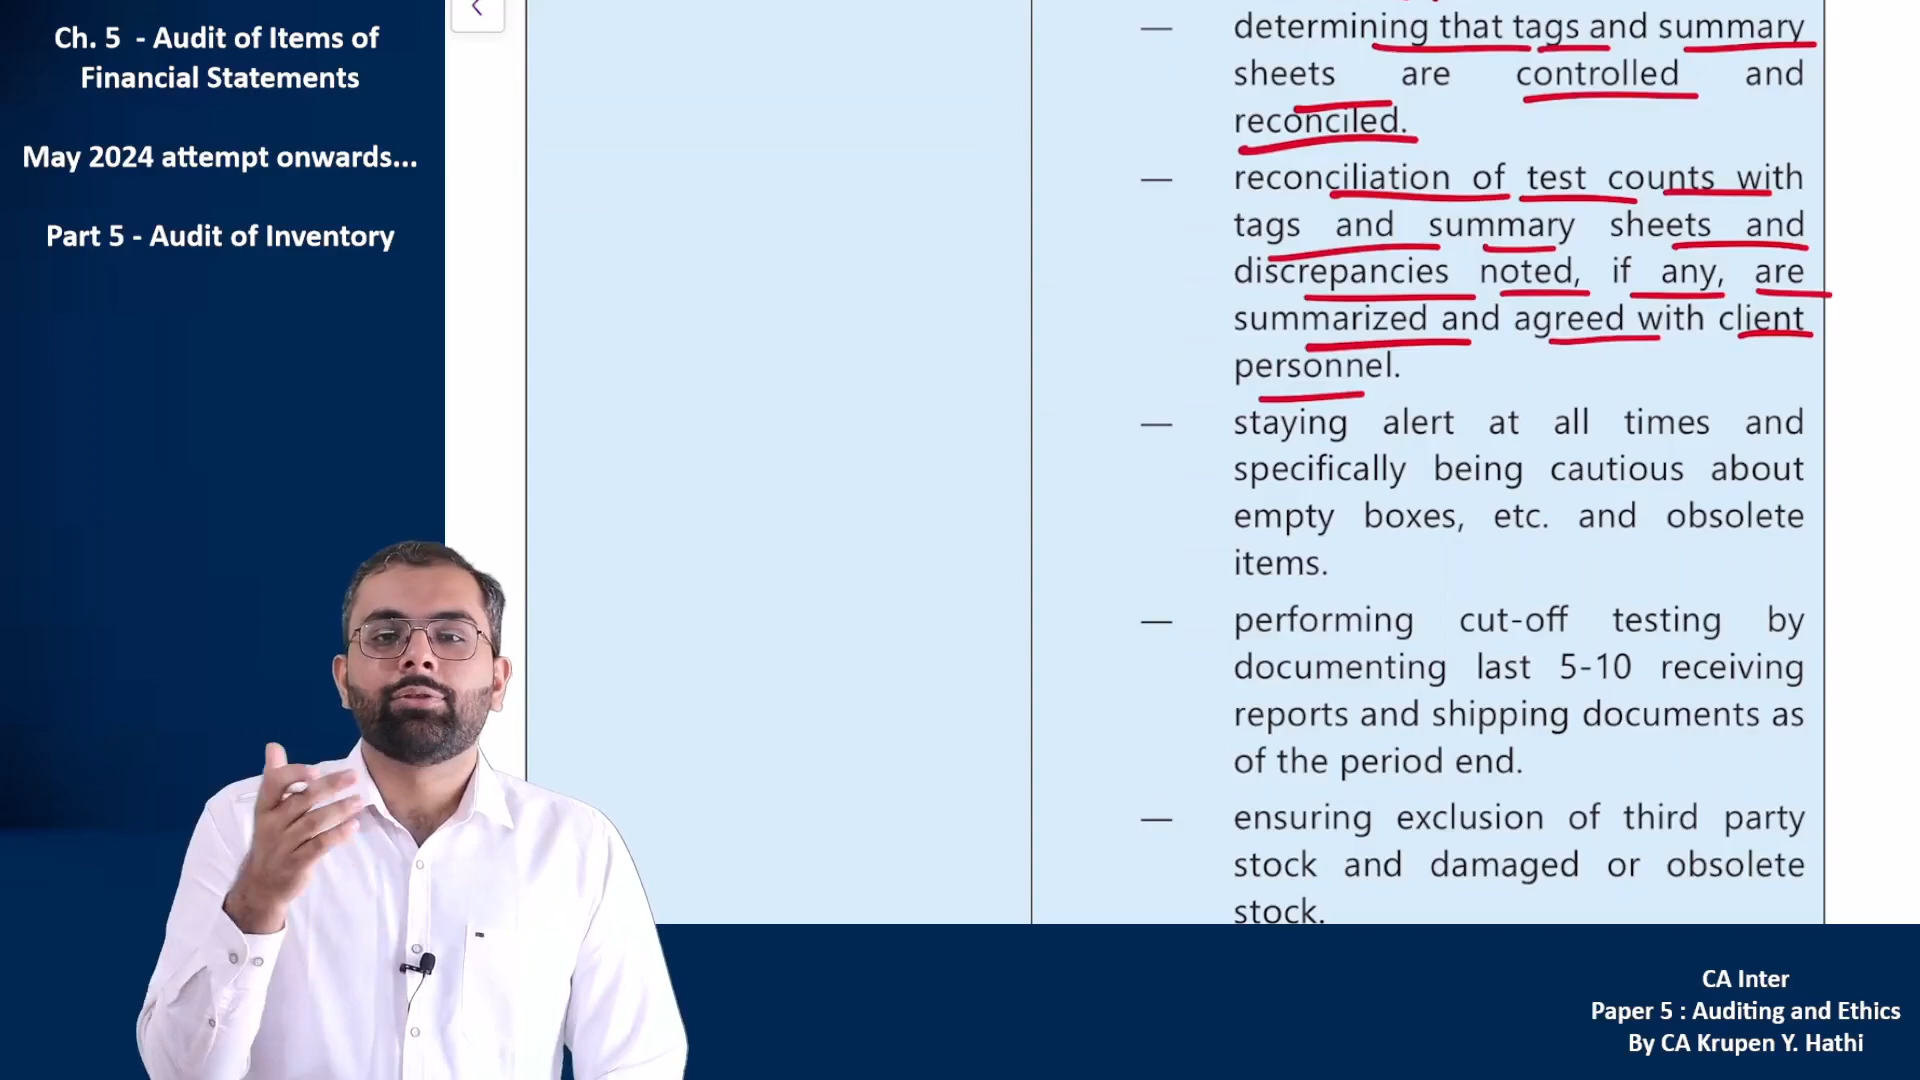 Ch. 5 - Audit of Items of
Financial Statements
May 2024 attempt onwards...
Part 5 - Audit of Inventory
— determining that tags and summary
sheets are controlled and
reconciled.
— reconciliation of test counts with
tags and summary sheets and
discrepancies noted, if any, are
summarized and agreed with client
personnel.
— staying alert at all times and
specifically being cautious about
empty boxes, etc. and obsolete
items.
— performing cut-off testing by
documenting last 5-10 receiving
reports and shipping documents as
of the period end.
— ensuring exclusion of third party
stock and damaged or obsolete
stock.
CA Inter
Paper 5 : Auditing and Ethics
By CA Krupen Y. Hathi